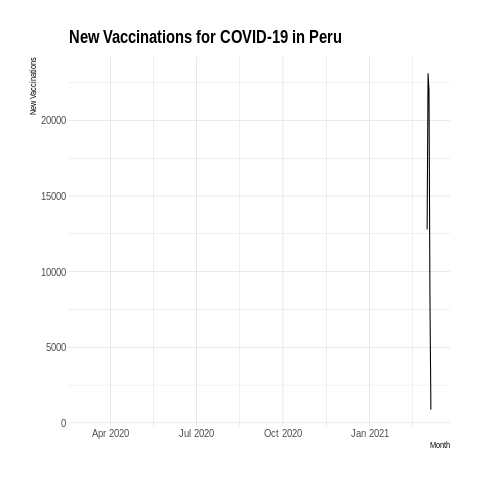 New Vaccinations for COVID-19 in Peru
New Vaccinations
20000
15000
10000
5000
0
Apr 2020 Jul 2020 Oct 2020 Jan 2021
Month